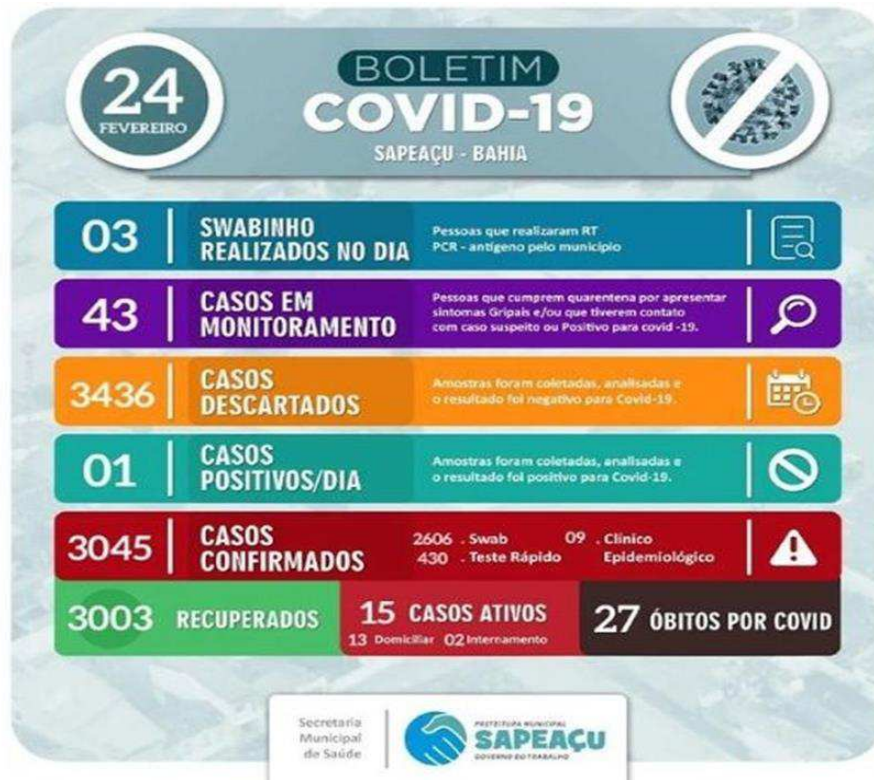 24
FEVEREIRO
BOLETIM
COVID-19
SAPEAÇU - BAHIA
03
SWABINHO
REALIZADOS NO DIA
Pessoas que realizaram RT
PCR - antígeno pelo município
43
CASOS EM
MONITORAMENTO
Pessoas que cumprem quarentena por apresentar
sintomas Gripais e/ou que tiverem contato
com caso suspeito ou Positivo para covid -19.
3436
CASOS
DESCARTADOS
Amostras foram coletadas, analisadas e
o resultado foi negativo para Covid-19.
01
CASOS
POSITIVOS/DIA
Amostras foram coletadas, analisadas e
o resultado foi positivo para Covid-19.
3045
CASOS
CONFIRMADOS
2606 . Swab
430 . Teste Rápido
09 . Clínico
Epidemiológico
3003 RECUPERADOS
15 CASOS ATIVOS
13 Domiciliar 02 Internamento
27 ÓBITOS POR COVID
Secretaria
Municipal
de Saúde
PREFEITURA MUNICIPAL
SAPEAÇU
GOVERNO DO TRABALHO